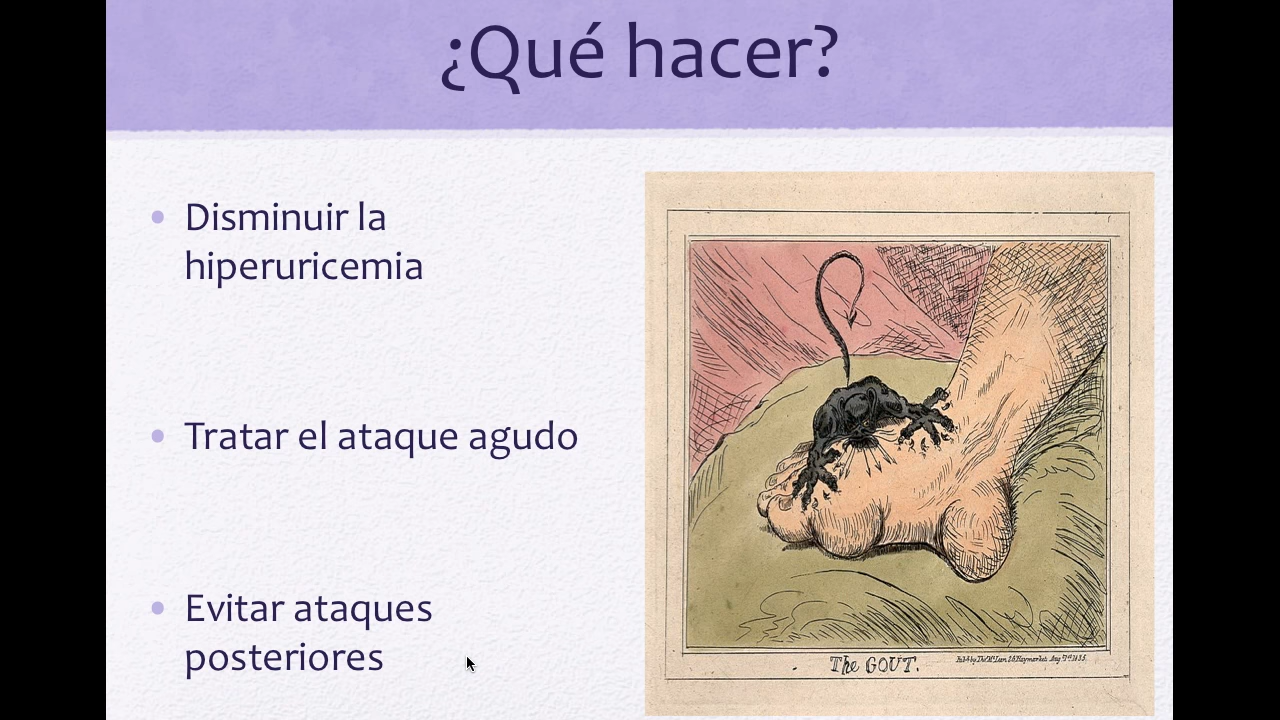 ¿Qué hacer?
Disminuir la
hiperuricemia
Tratar el ataque agudo
Evitar ataques
posteriores
The GOUT.